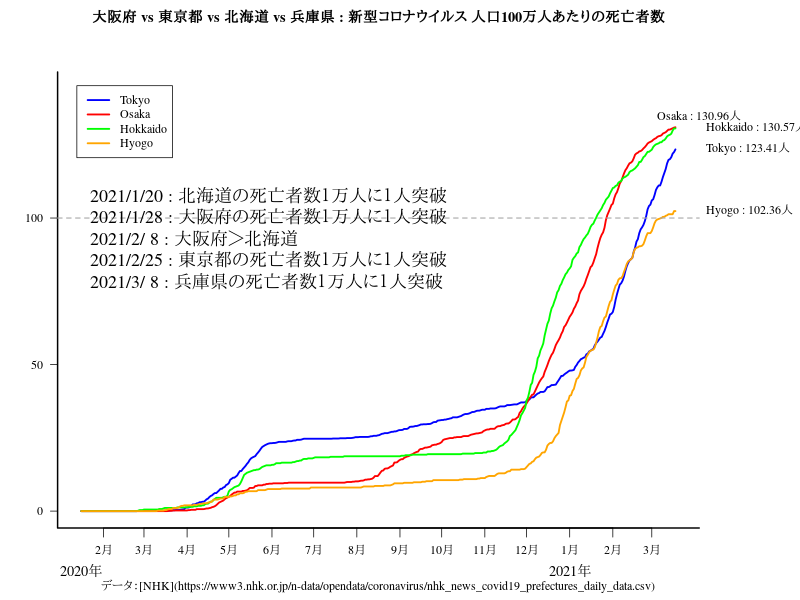 大阪府 vs 東京都 vs 北海道 vs 兵庫県 : 新型コロナウイルス 人口100万人あたりの死亡者数
Tokyo
Osaka
Hokkaido
Hyogo
Osaka : 130.96人
Hokkaido : 130.57人
Tokyo : 123.41人
Hyogo : 102.36人
2021/1/20 : 北海道の死亡者数1万人に1人突破
2021/1/28 : 大阪府の死亡者数1万人に1人突破
2021/2/ 8 : 大阪府＞北海道
2021/2/25 : 東京都の死亡者数1万人に1人突破
2021/3/ 8 : 兵庫県の死亡者数1万人に1人突破
100
50
0
2月 3月 4月 5月 6月 7月 8月 9月 10月 11月 12月 1月 2月 3月
2020年 2021年
データ：[NHK](https://www3.nhk.or.jp/n-data/opendata/coronavirus/nhk_news_covid19_prefectures_daily_data.csv)